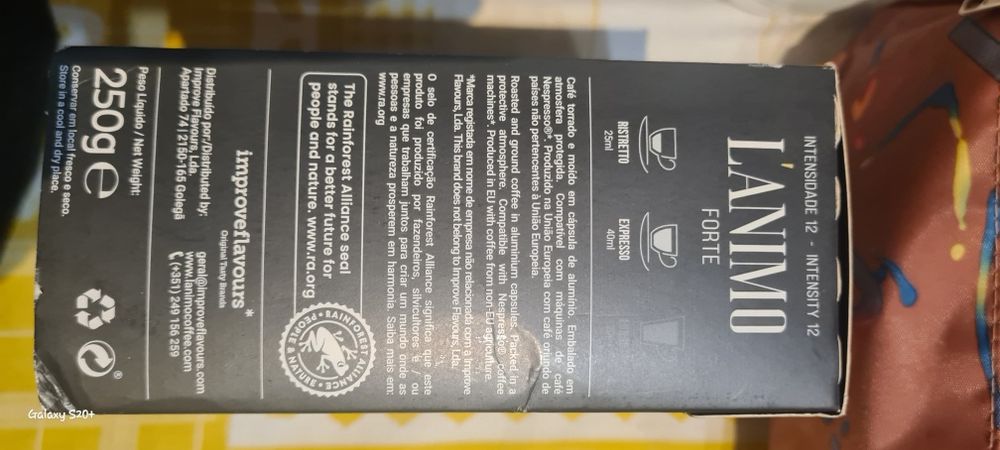 INTENSIDADE 12 - INTENSITY 12
L'ANIMO
FORTE
RISTRETTO
25ml
EXPRESSO
40ml
Café torrado e moído em cápsula de alumínio. Embalado em
atmosfera protegida. Compatível com máquinas de café
Nespresso®*. Produzido na União Europeia com café oriundo de
países não pertencentes à União Europeia.
Roasted and ground coffee in aluminium capsules. Packed in a
protective atmosphere. Compatible with Nespresso® coffee
machines* Produced in EU with coffee from non-EU agriculture.
*Marca registada em nome de empresa não relacionada com a Improve
Flavours, Lda. This brand does not belong to Improve Flavours, Lda.
The Rainforest Alliance seal
stands for a better future for
people and nature. www.ra.org
RAINFOREST ALLIANCE
PEOPLE & NATURE
O selo de certificação Rainforest Alliance significa que este
produto foi produzido por fazendeiros, silvicultores e / ou
empresas que trabalham juntos para criar um mundo onde as
pessoas e a natureza prosperem em harmonia. Saiba mais em:
www.ra.org
improveflavours*
Original Tasty Brands
Distribuído por:/Distributed by:
Improve Flavours, Lda.
Apartado 74 | 2150-165 Golegã
geral@improveflavours.com
www.lanimocoffee.com
(+351) 249 156 259
Peso Líquido / Net Weight:
250g ℮
Conservar em local fresco e seco.
Store in a cool and dry place.
®
Galaxy S20+